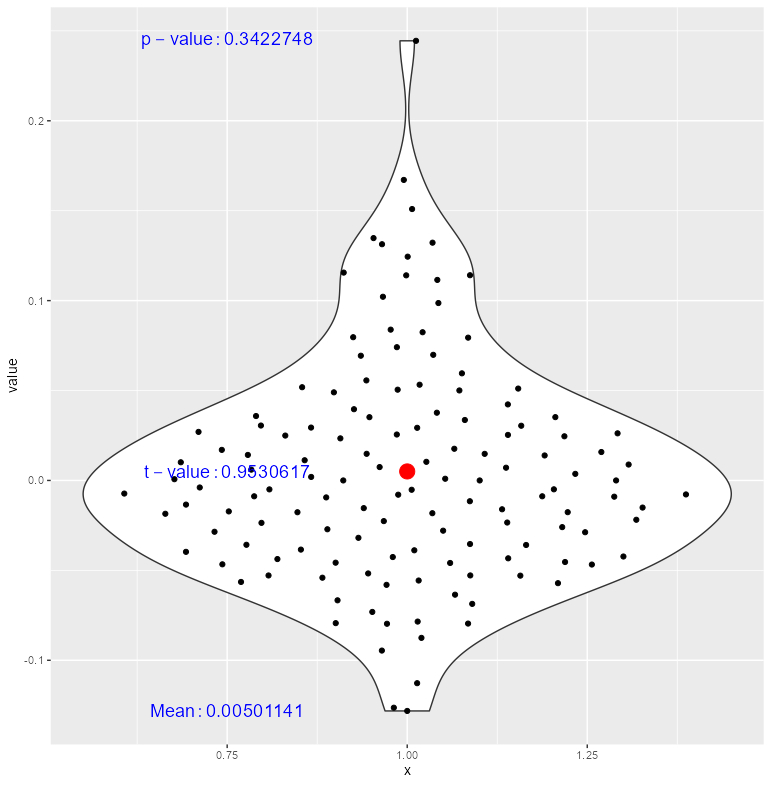 p − value : 0.3422748
0.2
0.1
value
t − value : 0.9530617
0.0
-0.1
Mean : 0.00501141
0.75 1.00 1.25
x